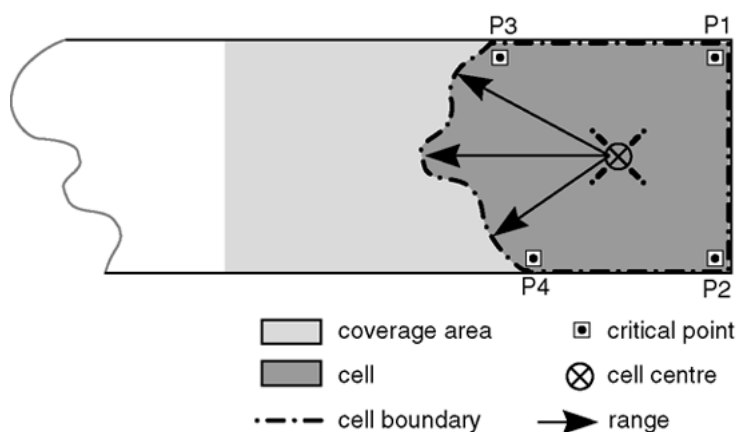 P3 P1
P4 P2
coverage area critical point
cell cell centre
cell boundary range